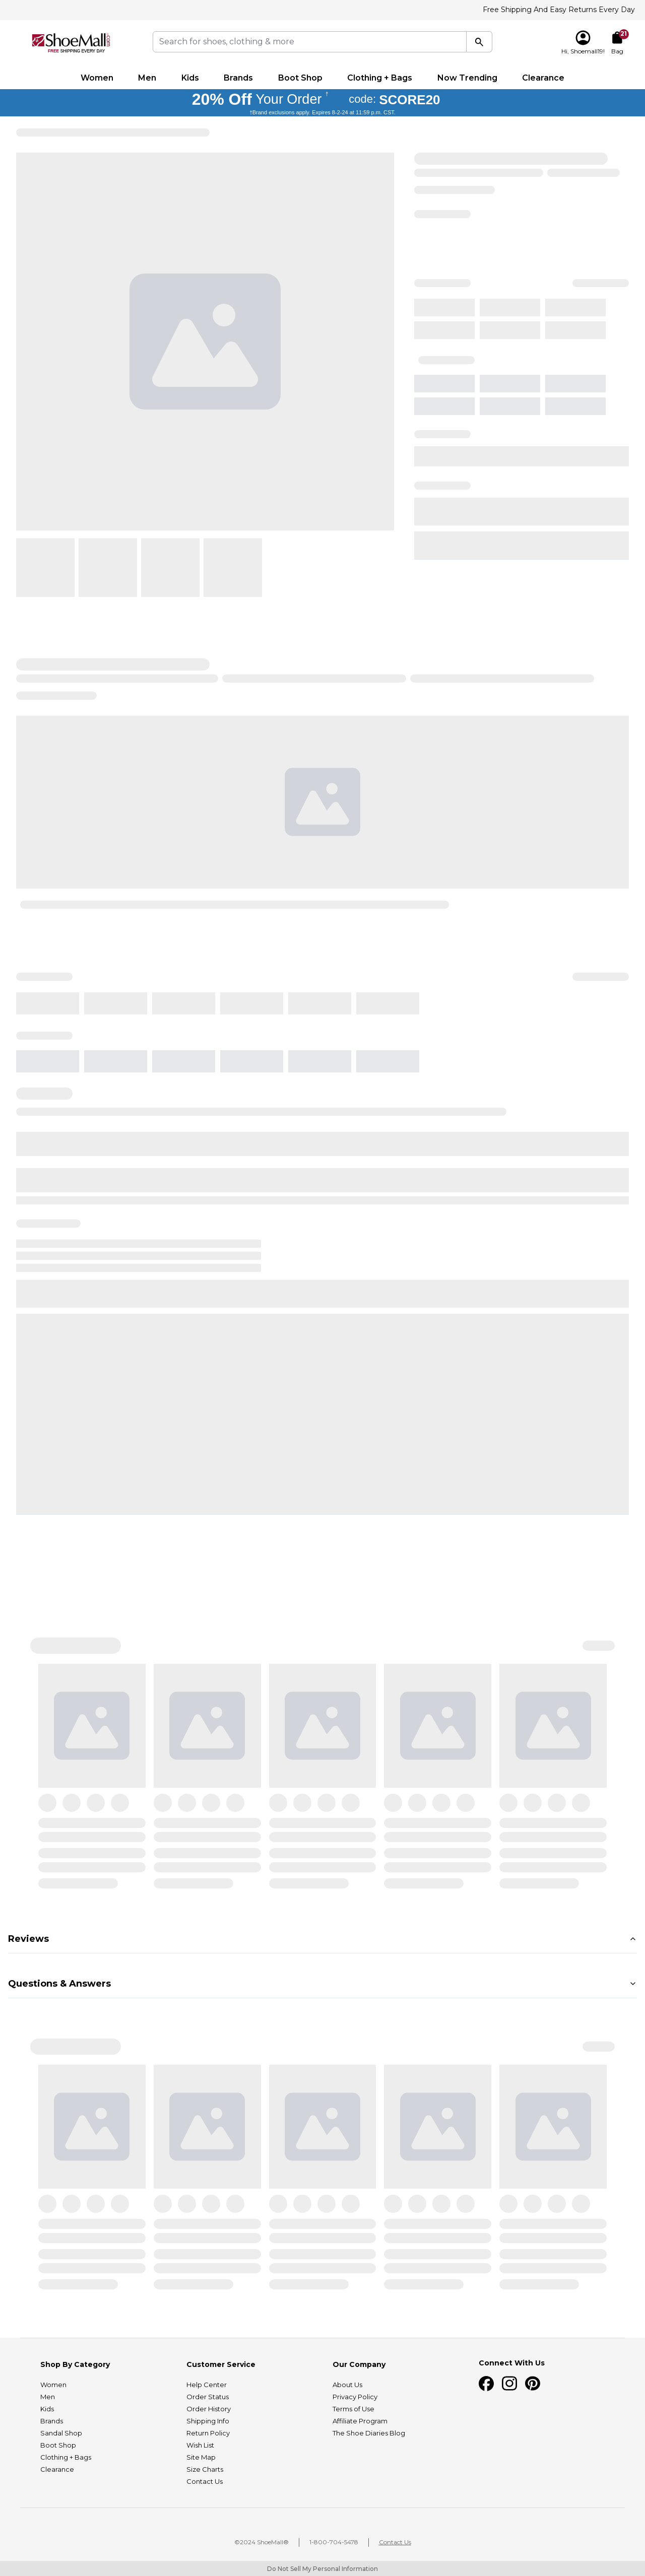 Free Shipping And Easy Returns Every Day
ShoeMall
FREE SHIPPING EVERY DAY
Search for shoes, clothing & more
Hi, Shoemall19!
21
Bag
Women Men Kids Brands Boot Shop Clothing + Bags Now Trending Clearance
20% Off Your Order † code: SCORE20
†Brand exclusions apply. Expires 8-2-24 at 11:59 p.m. CST.
Reviews
Questions & Answers
Shop By Category
Women
Men
Kids
Brands
Sandal Shop
Boot Shop
Clothing + Bags
Clearance
Customer Service
Help Center
Order Status
Order History
Shipping Info
Return Policy
Wish List
Site Map
Size Charts
Contact Us
Our Company
About Us
Privacy Policy
Terms of Use
Affiliate Program
The Shoe Diaries Blog
Connect With Us
©2024 ShoeMall® | 1-800-704-5478 | Contact Us
Do Not Sell My Personal Information